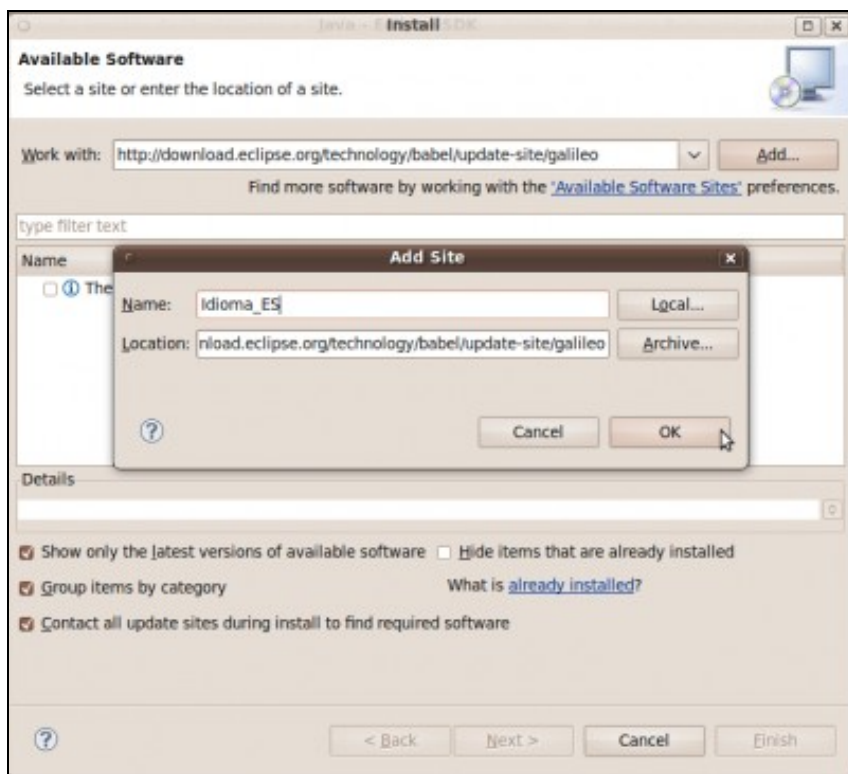 Install
Available Software
Select a site or enter the location of a site.
Work with: http://download.eclipse.org/technology/babel/update-site/galileo Add...
Find more software by working with the 'Available Software Sites' preferences.
type filter text
Name
Add Site
The
Name: Idioma_ES Local...
Location: nload.eclipse.org/technology/babel/update-site/galileo Archive...
Cancel OK
Details
Show only the latest versions of available software Hide items that are already installed
Group items by category What is already installed?
Contact all update sites during install to find required software
< Back Next > Cancel Finish